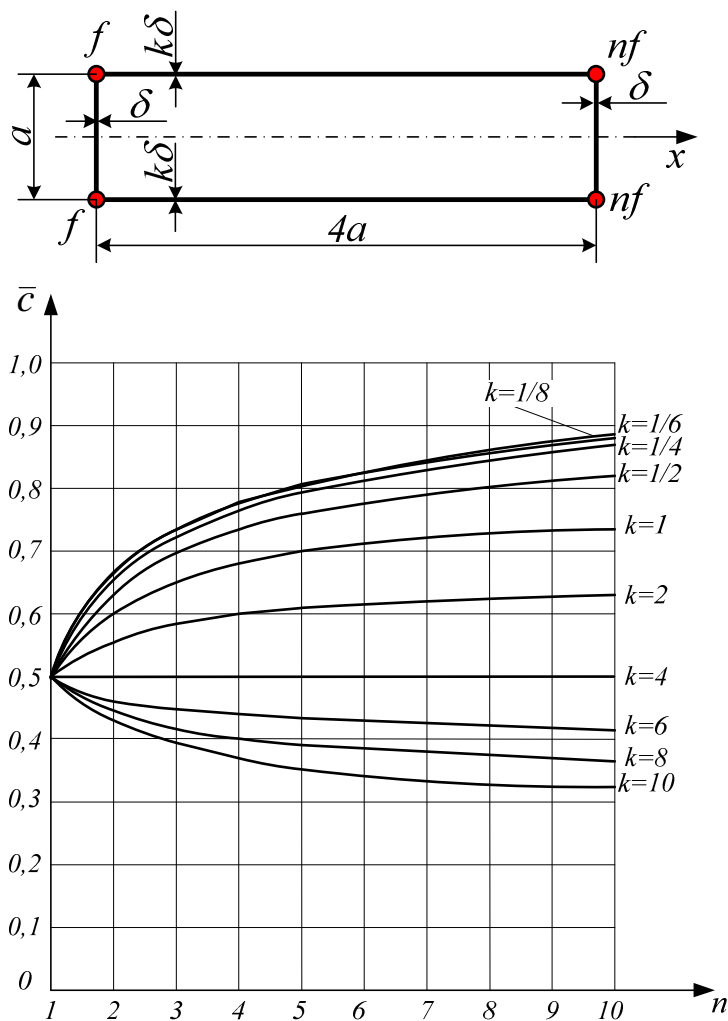 f
kδ
nf
δ
δ
a
x
kδ
f
nf
4a
c̅
1,0
k=1/8
0,9
k=1/6
k=1/4
k=1/2
0,8
k=1
0,7
k=2
0,6
0,5
k=4
k=6
0,4
k=8
k=10
0,3
0,2
0,1
0
1 2 3 4 5 6 7 8 9 10 n